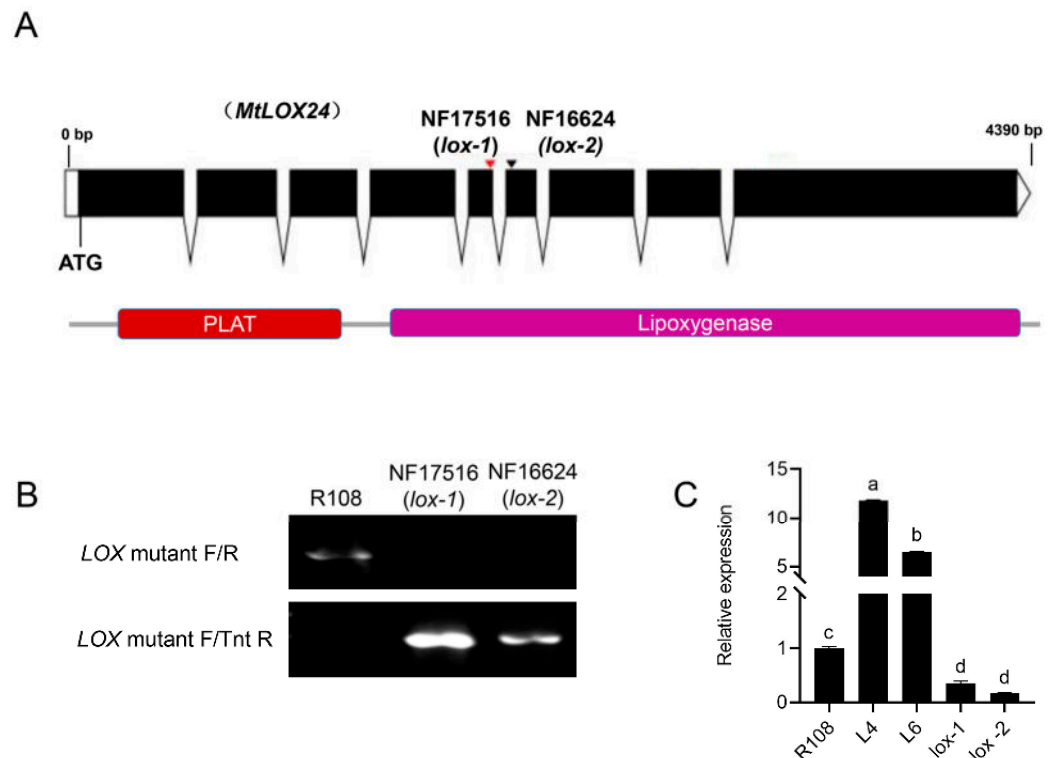 A
（MtLOX24）
NF17516
(lox-1)
NF16624
(lox-2)
0 bp
4390 bp
ATG
PLAT
Lipoxygenase
B
R108
NF17516
(lox-1)
NF16624
(lox-2)
LOX mutant F/R
LOX mutant F/Tnt R
C
Relative expression
15
10
5
2
1
0
a
b
c
d
d
R108
L4
L6
lox-1
lox -2